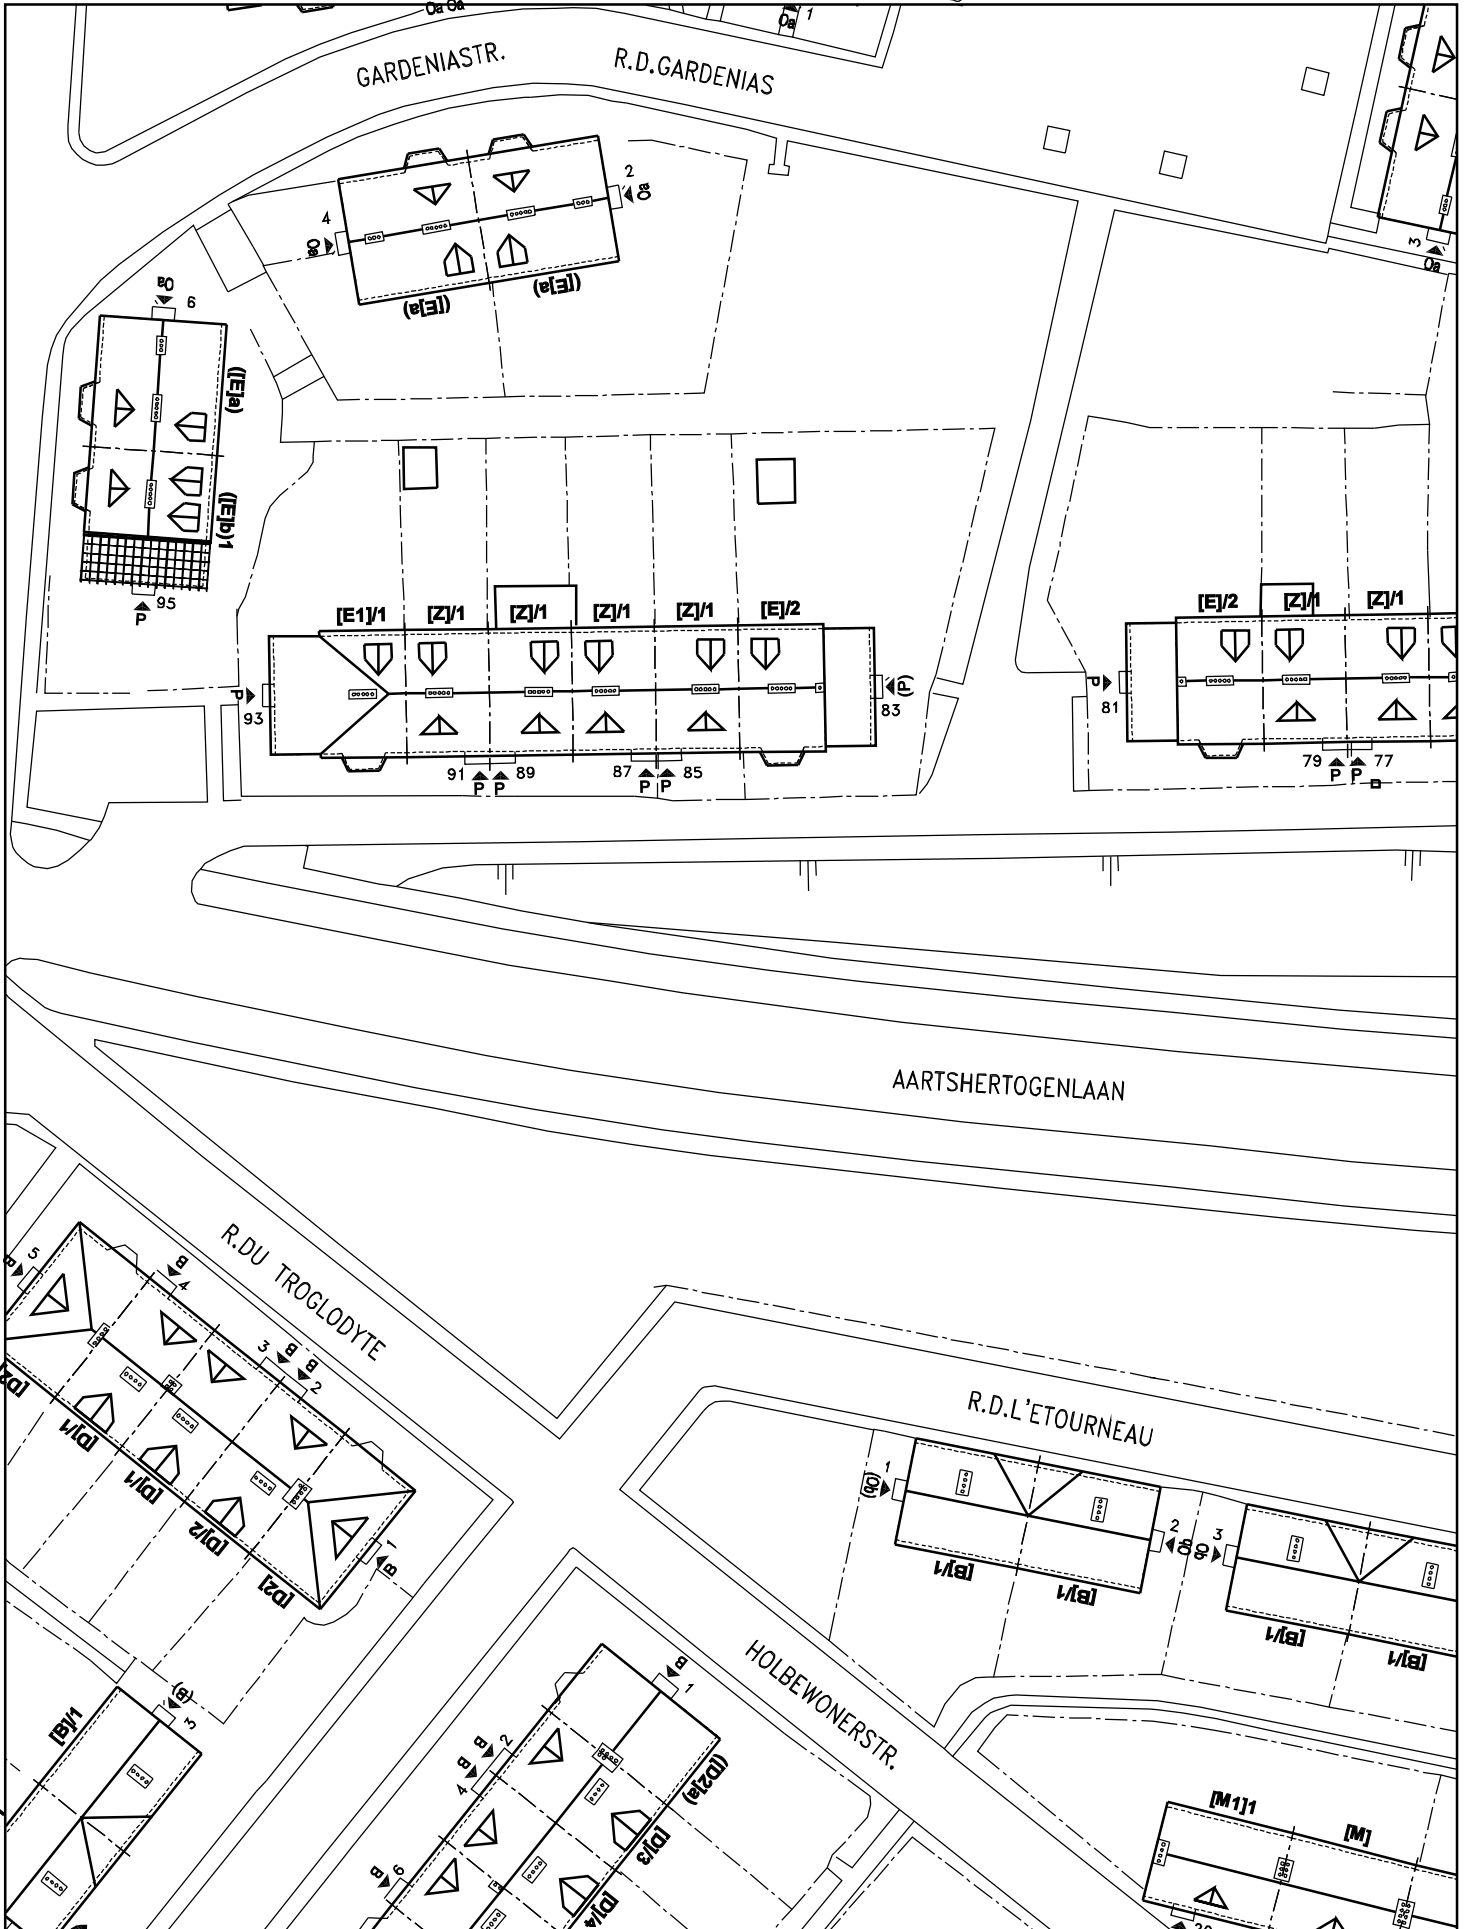 Oa Oa
Oa 1
GARDENIASTR.
R.D.GARDENIAS
2
Oa
4
Oa
([E]a)
([E]a)
3
Oa
Oa
6
([E]a)
([E]b)1
95
P
[E1]/1
[Z]/1
[Z]/1
[Z]/1
[Z]/1
[E]/2
[E]/2
[Z]/1
[Z]/1
P
93
(P)
83
P
81
91
89
87
85
P P
P P
79
77
P P
AARTSHERTOGENLAAN
R.DU TROGLODYTE
5
B
B
4
3
B
B
2
[D]/1
[D]/1
[D]/2
[D2]
1
B
R.D.L'ETOURNEAU
1
(Ob)
2
Ob
3
Ob
[B]/1
[B]/1
[B]/1
[B]/1
HOLBEWONERSTR.
(B)
3
[B]/1
B
1
B
2
B
4
B
6
([D2]a)
[D]/3
[D]/4
[M1]1
[M]